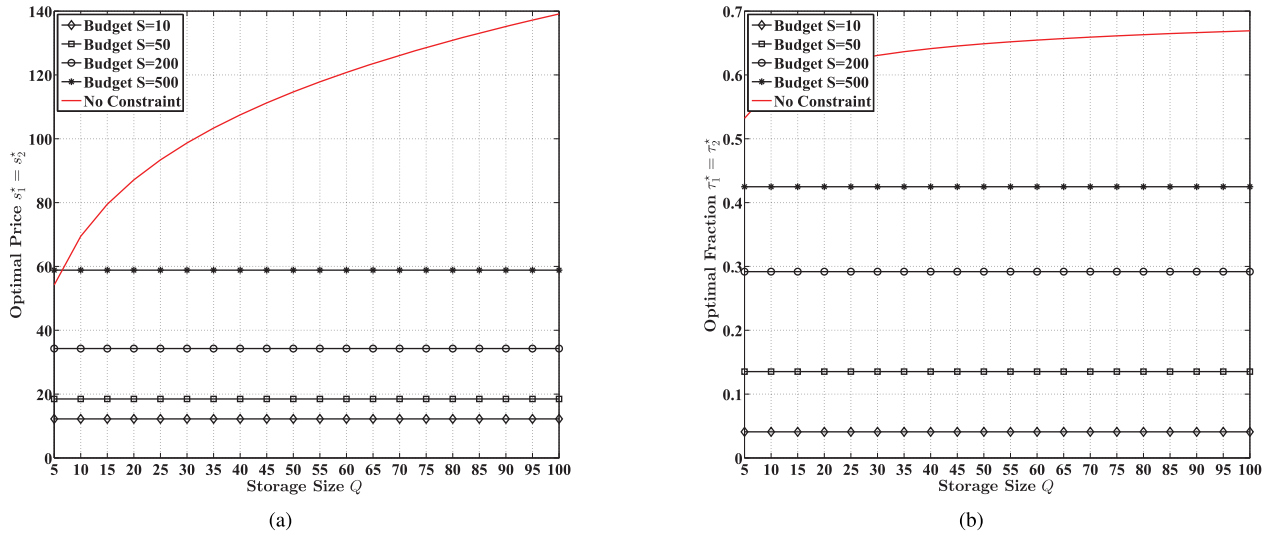 140
120
100
80
60
40
20
0
Optimal Price s₁* = s₂*
Budget S=10
Budget S=50
Budget S=200
Budget S=500
No Constraint
5 10 15 20 25 30 35 40 45 50 55 60 65 70 75 80 85 90 95 100
Storage Size Q
(a)
0.7
0.6
0.5
0.4
0.3
0.2
0.1
0
Optimal Fraction τ₁* = τ₂*
Budget S=10
Budget S=50
Budget S=200
Budget S=500
No Constraint
5 10 15 20 25 30 35 40 45 50 55 60 65 70 75 80 85 90 95 100
Storage Size Q
(b)